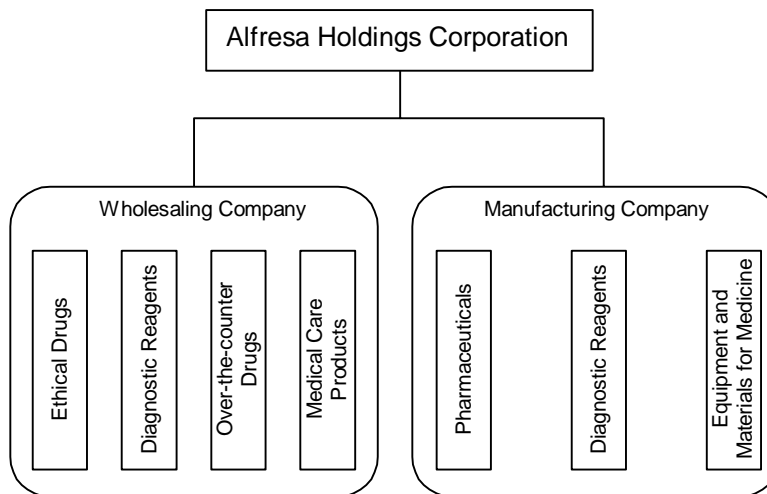 Alfresa Holdings Corporation
Wholesaling Company
Ethical Drugs
Diagnostic Reagents
Over-the-counter
Drugs
Medical Care
Products
Manufacturing Company
Pharmaceuticals
Diagnostic Reagents
Equipment and
Materials for Medicine